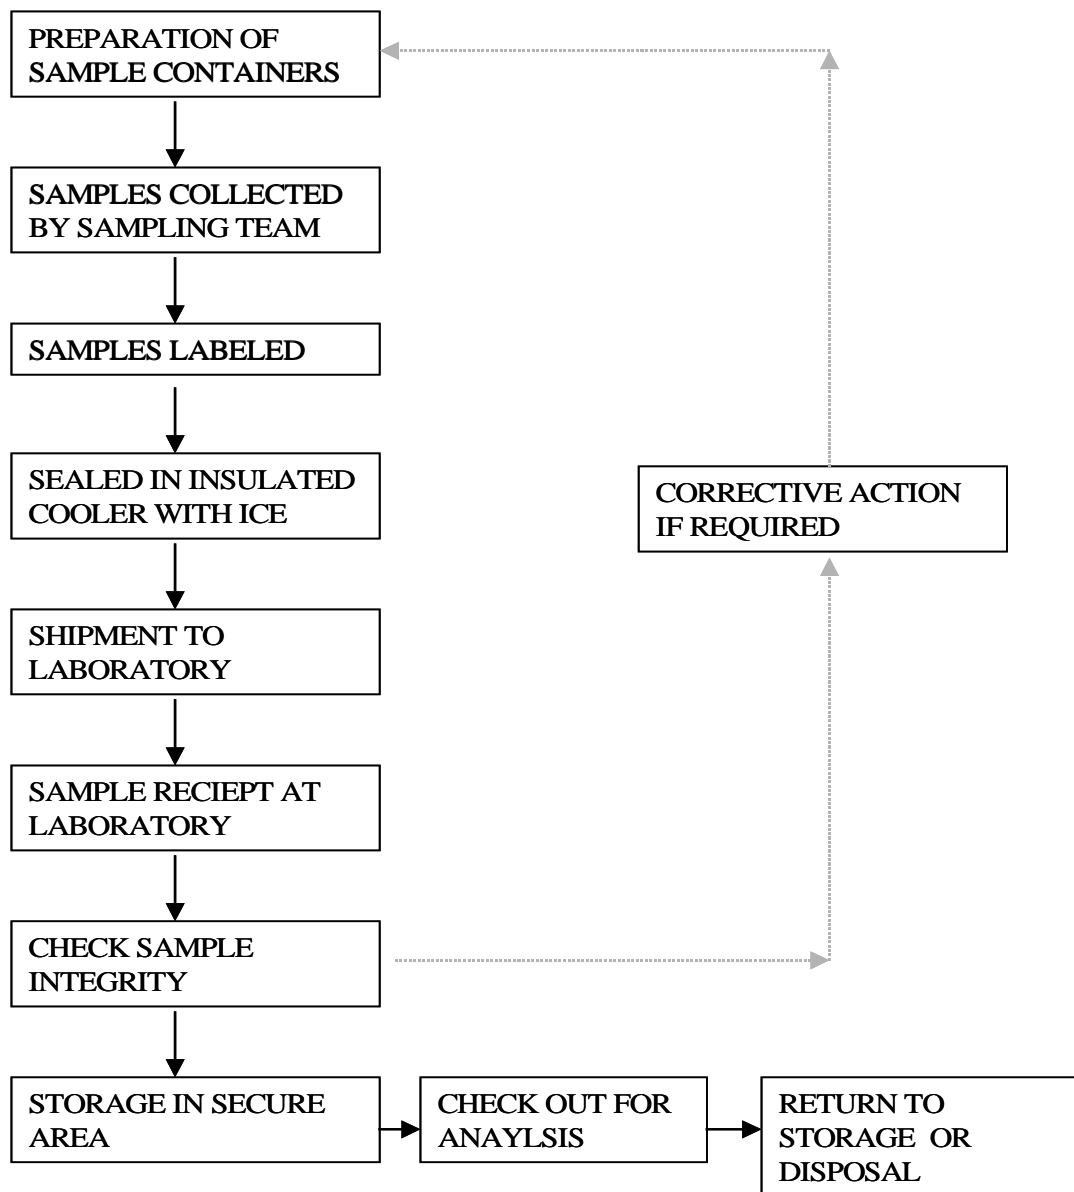 PREPARATION OF
SAMPLE CONTAINERS
SAMPLES COLLECTED
BY SAMPLING TEAM
SAMPLES LABELED
SEALED IN INSULATED
COOLER WITH ICE
CORRECTIVE ACTION
IF REQUIRED
SHIPMENT TO
LABORATORY
SAMPLE RECIEPT AT
LABORATORY
CHECK SAMPLE
INTEGRITY
STORAGE IN SECURE
AREA
CHECK OUT FOR
ANAYLSIS
RETURN TO
STORAGE OR
DISPOSAL